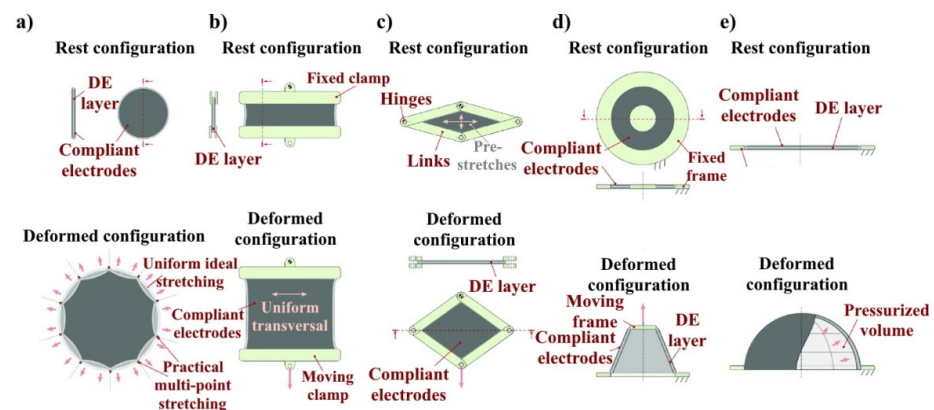 a)
Rest configuration
DE
layer
Compliant
electrodes
Deformed configuration
Uniform ideal
stretching
Practical
multi-point
stretching
b)
Rest configuration
Fixed clamp
DE layer
Deformed
configuration
Compliant
electrodes
Uniform
transversal
Moving
clamp
c)
Rest configuration
Hinges
Links
Pre-
stretches
Deformed
configuration
DE layer
Compliant
electrodes
d)
Rest configuration
Compliant
electrodes
Fixed
frame
Deformed
configuration
Moving
frame
Compliant
electrodes
DE
layer
e)
Rest configuration
Compliant
electrodes
DE layer
Deformed
configuration
Pressurized
volume